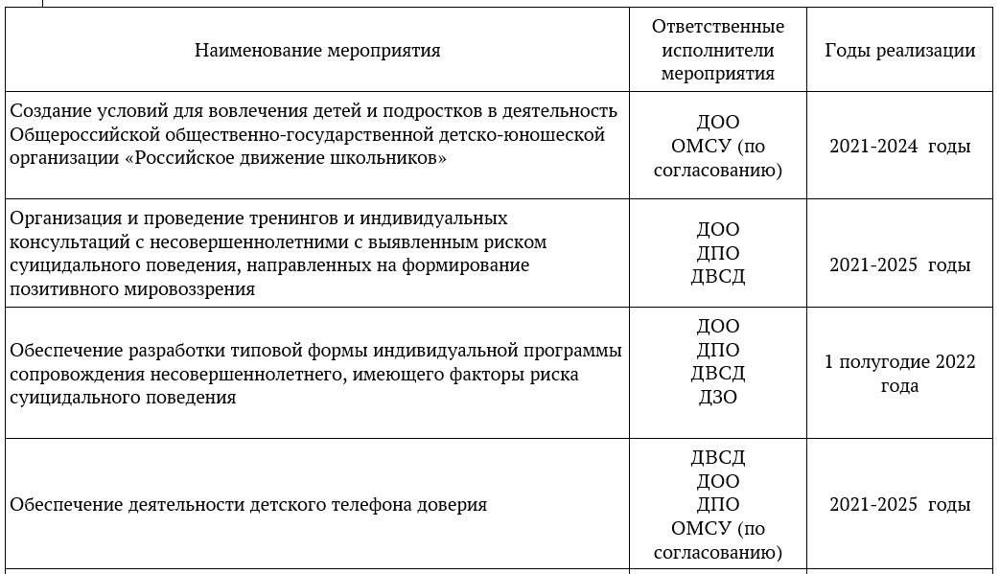 Наименование мероприятия
Ответственные
исполнители
мероприятия
Годы реализации
Создание условий для вовлечения детей и подростков в деятельность
Общероссийской общественно-государственной детско-юношеской
организации «Российское движение школьников»
ДОО
ОМСУ (по
согласованию)
2021-2024 годы
Организация и проведение тренингов и индивидуальных
консультаций с несовершеннолетними с выявленным риском
суицидального поведения, направленных на формирование
позитивного мировоззрения
ДОО
ДПО
ДВСД
2021-2025 годы
Обеспечение разработки типовой формы индивидуальной программы
сопровождения несовершеннолетнего, имеющего факторы риска
суицидального поведения
ДОО
ДПО
ДВСД
ДЗО
1 полугодие 2022
года
Обеспечение деятельности детского телефона доверия
ДВСД
ДОО
ДПО
ОМСУ (по
согласованию)
2021-2025 годы